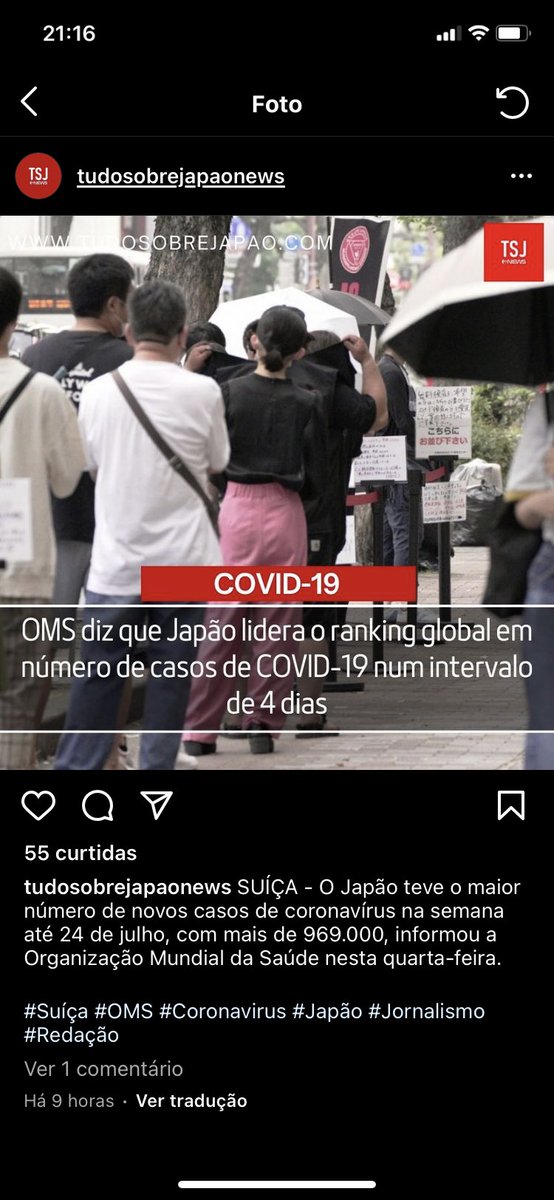 21:16
Foto
TSJ
e-NEWS
tudosobrejapaonews
WWW.TUDOSOBREJAPAO.COM
TSJ
e-NEWS
こちらに
お並び下さい
COVID-19
OMS diz que Japão lidera o ranking global em
número de casos de COVID-19 num intervalo
de 4 dias
55 curtidas
tudosobrejapaonews SUÍÇA - O Japão teve o maior
número de novos casos de coronavírus na semana
até 24 de julho, com mais de 969.000, informou a
Organização Mundial da Saúde nesta quarta-feira.
#Suíça #OMS #Coronavirus #Japão #Jornalismo
#Redação
Ver 1 comentário
Há 9 horas · Ver tradução